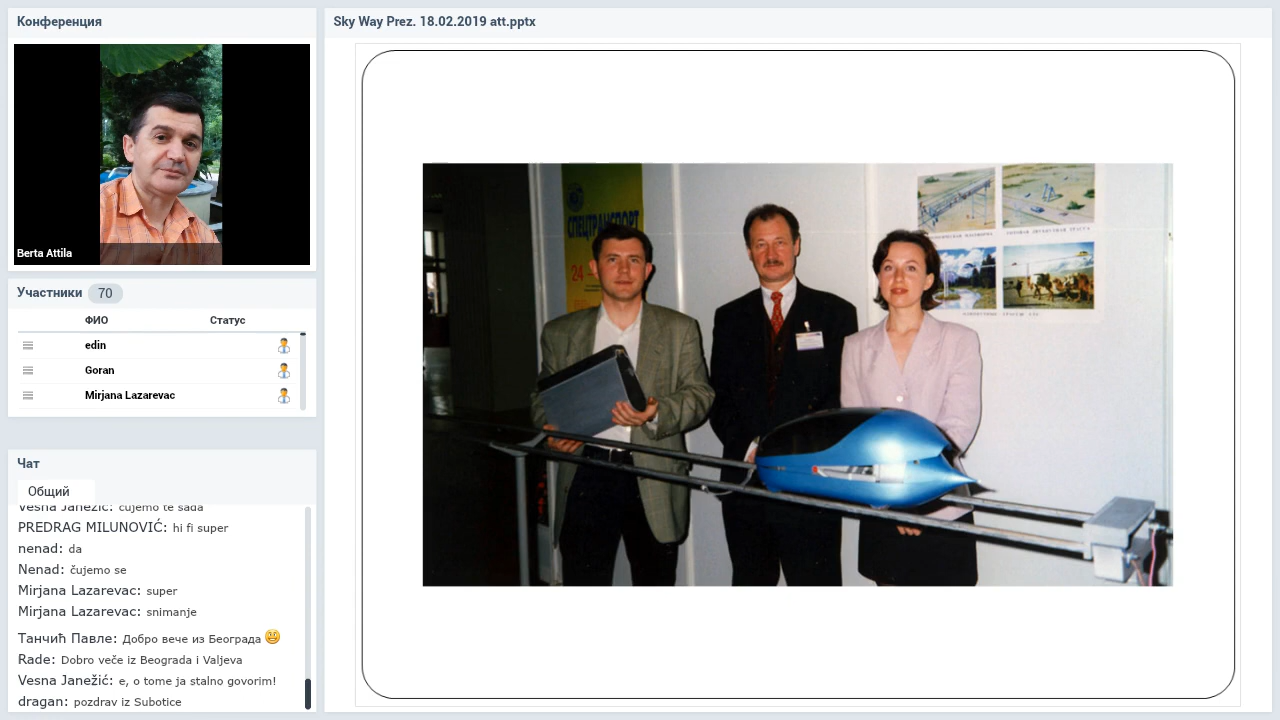 Конференция
Berta Attila
Участники 70
ФИО Статус
edin
Goran
Mirjana Lazarevac
Чат
Общий
Vesna Janežić: čujemo te sada
PREDRAG MILUNOVIĆ: hi fi super
nenad: da
Nenad: čujemo se
Mirjana Lazarevac: super
Mirjana Lazarevac: snimanje
Танчић Павле: Добро вече из Београда
Rade: Dobro veče iz Beograda i Valjeva
Vesna Janežić: e, o tome ja stalno govorim!
dragan: pozdrav iz Subotice
Sky Way Prez. 18.02.2019 att.pptx
СПЕЦТРАНСПОРТ
24